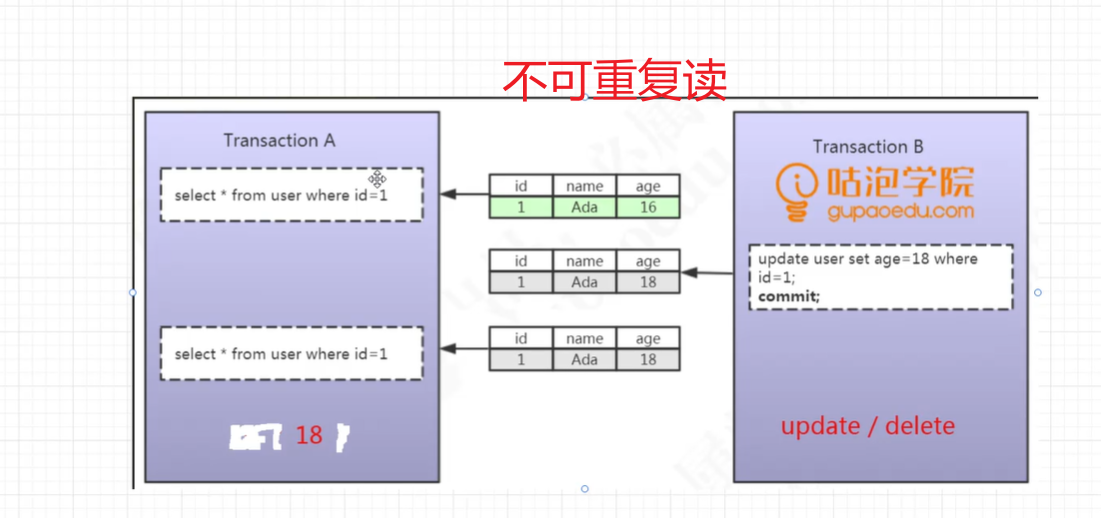 不可重复读
Transaction A
select * from user where id=1
id name age
1 Ada 16
id name age
1 Ada 18
select * from user where id=1
id name age
1 Ada 18
18
Transaction B
咕泡学院
gupaoedu.com
update user set age=18 where
id=1;
commit;
update / delete